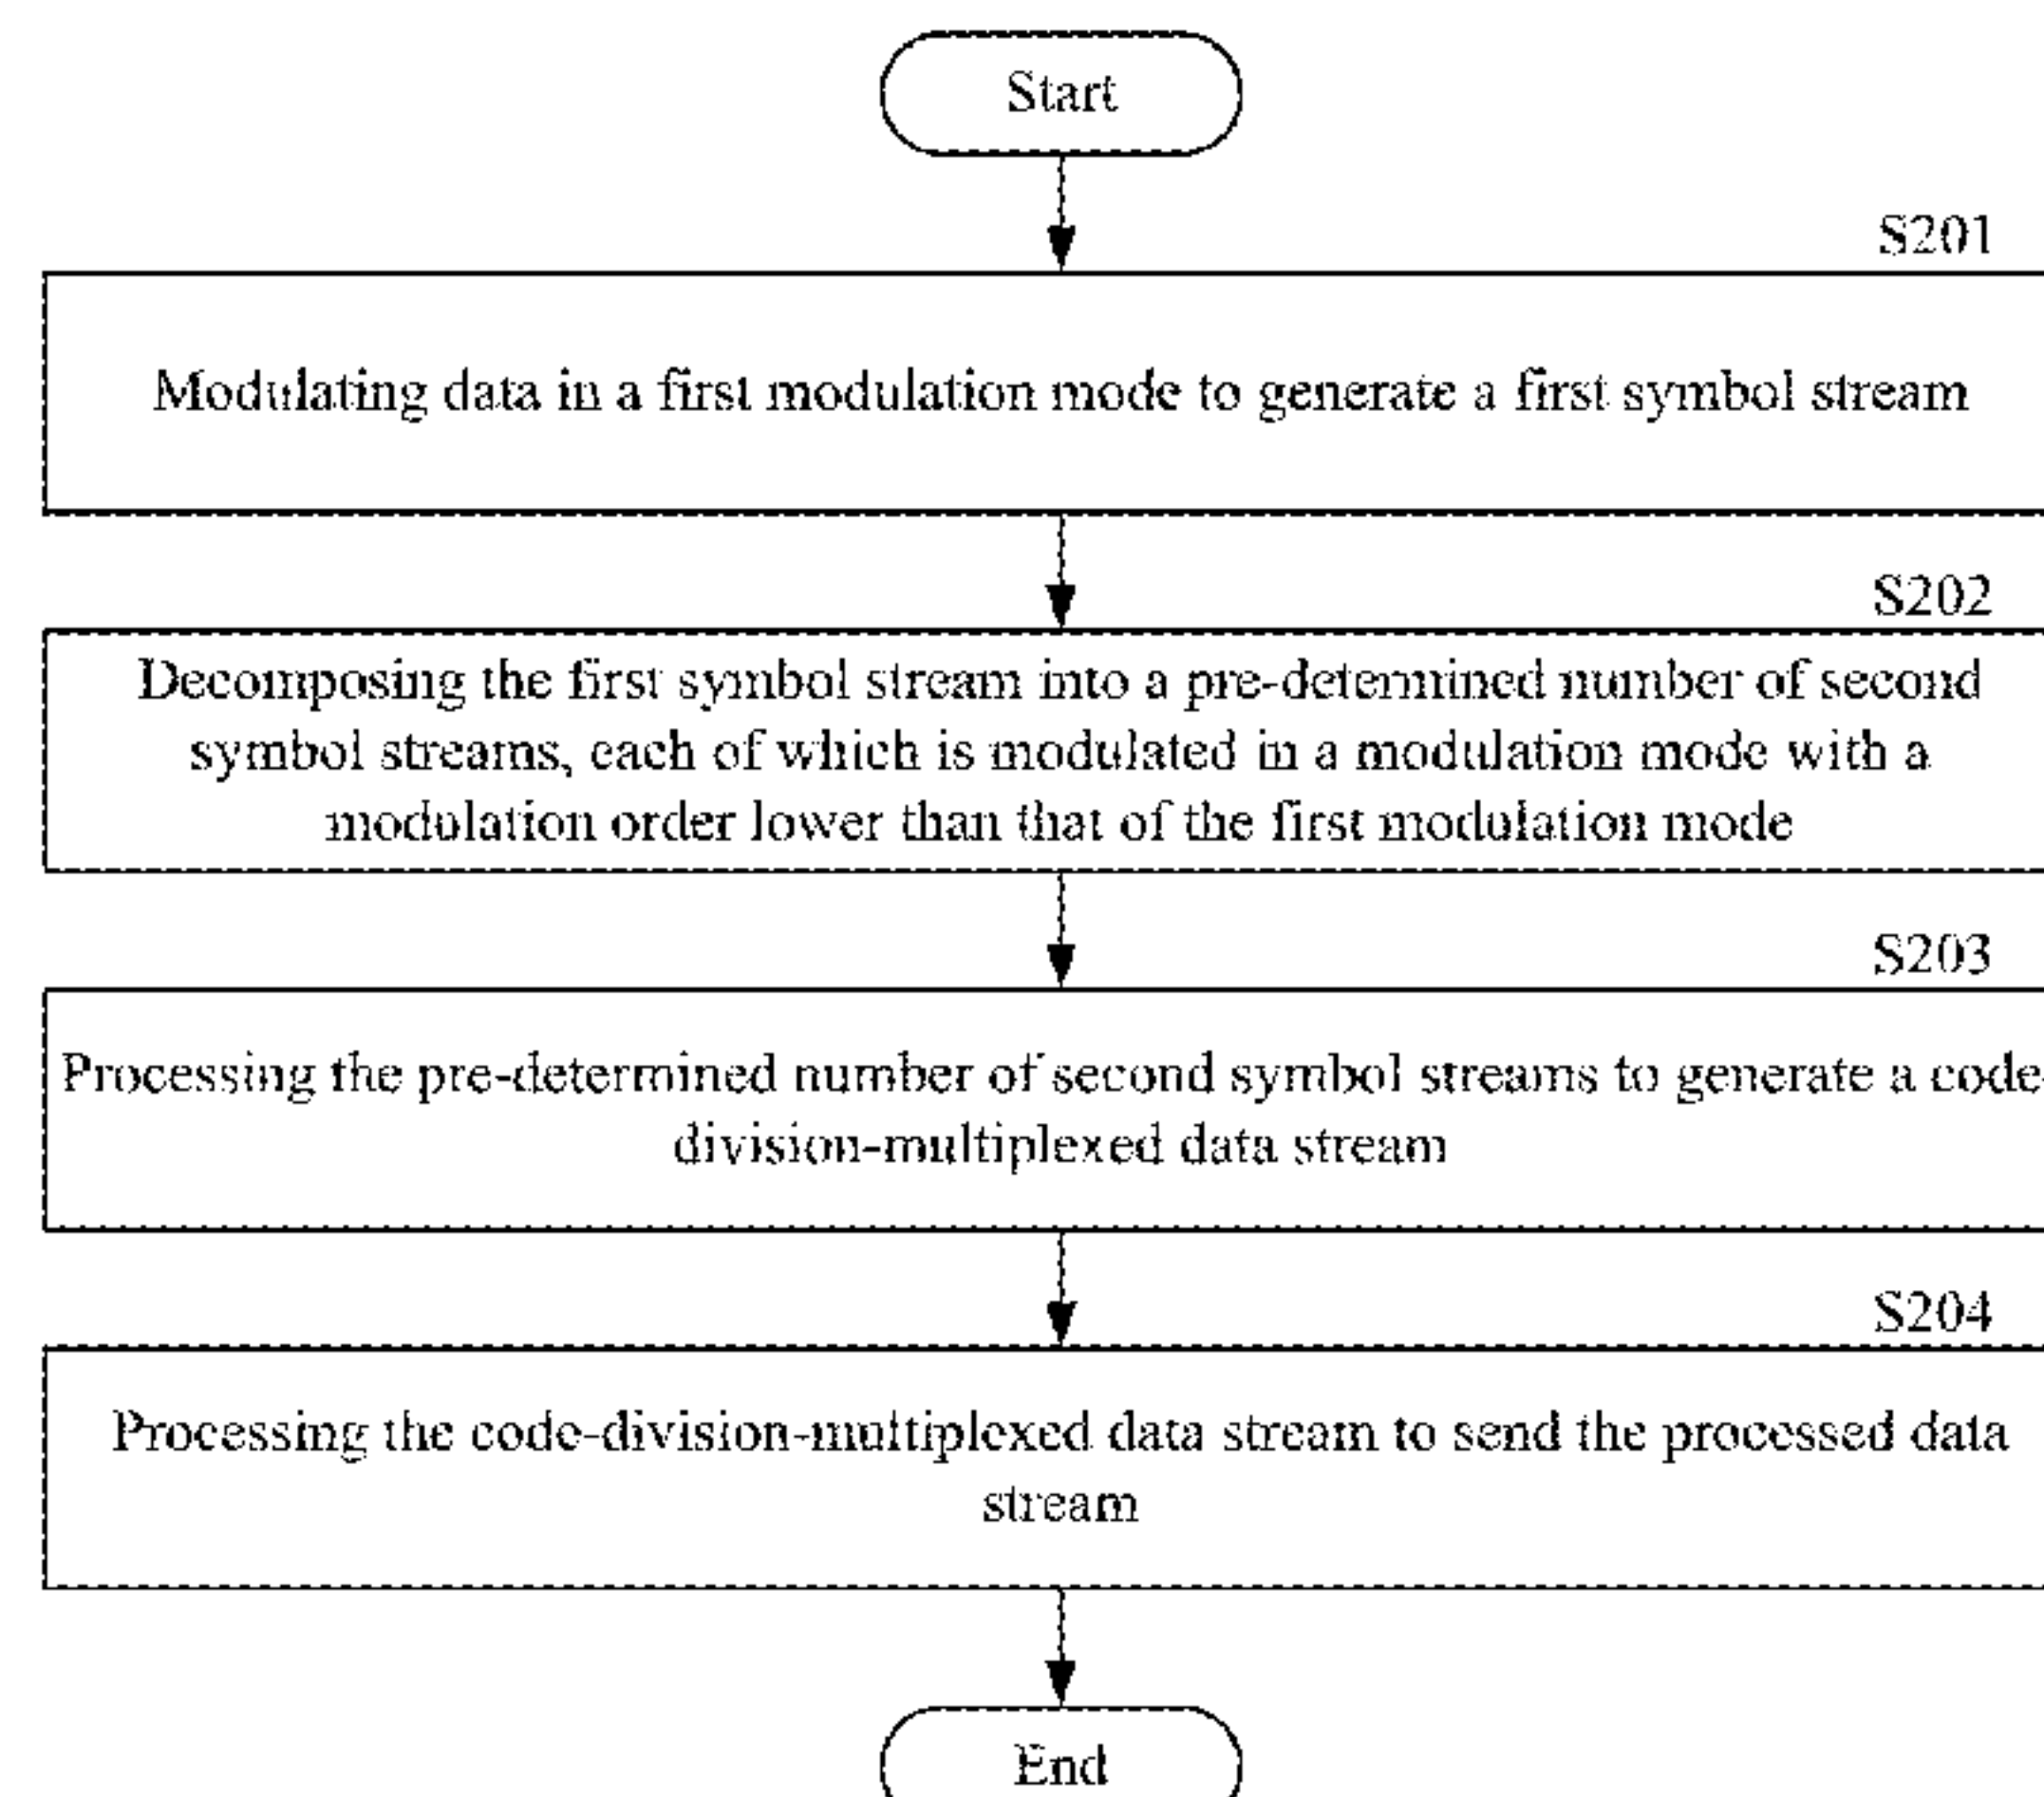 Start
S201
Modulating data in a first modulation mode to generate a first symbol stream
S202
Decomposing the first symbol stream into a pre-determined number of second
symbol streams, each of which is modulated in a modulation mode with a
modulation order lower than that of the first modulation mode
S203
Processing the pre-determined number of second symbol streams to generate a code-
division-multiplexed data stream
S204
Processing the code-division-multiplexed data stream to send the processed data
stream
End